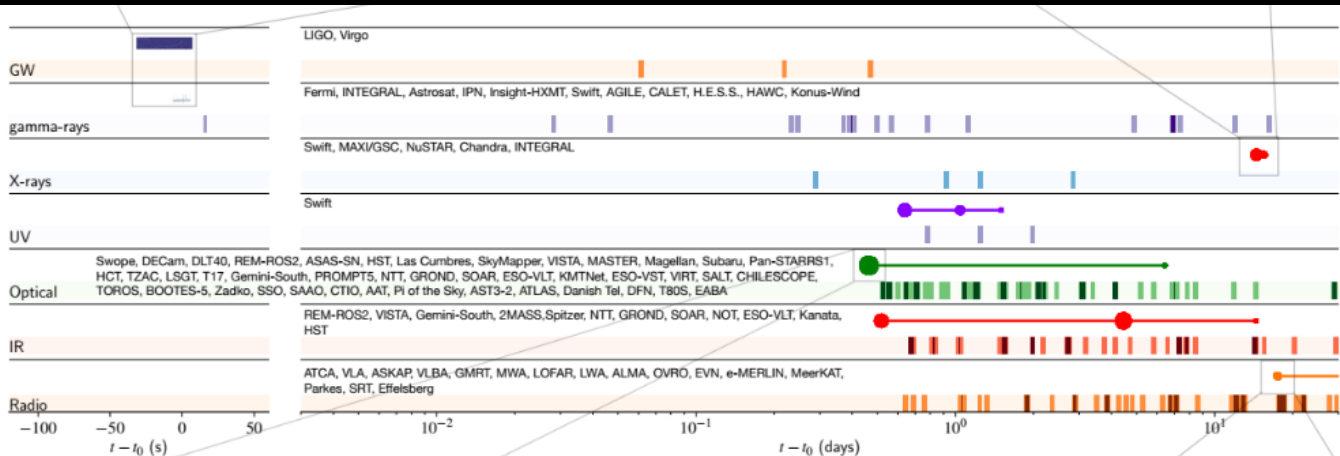 LIGO, Virgo
GW
Fermi, INTEGRAL, Astrosat, IPN, Insight-HXMT, Swift, AGILE, CALET, H.E.S.S., HAWC, Konus-Wind
gamma-rays
Swift, MAXI/GSC, NuSTAR, Chandra, INTEGRAL
X-rays
Swift
UV
Swope, DECam, DLT40, REM-ROS2, ASAS-SN, HST, Las Cumbres, SkyMapper, VISTA, MASTER, Magellan, Subaru, Pan-STARRS1,
HCT, TZAC, LSGT, T17, Gemini-South, PROMPT5, NTT, GROND, SOAR, ESO-VLT, KMTNet, ESO-VST, VIRT, SALT, CHILESCOPE,
TOROS, BOOTES-5, Zadko, SSO, SAAO, CTIO, AAT, Pi of the Sky, AST3-2, ATLAS, Danish Tel, DFN, T80S, EABA
Optical
REM-ROS2, VISTA, Gemini-South, 2MASS,Spitzer, NTT, GROND, SOAR, NOT, ESO-VLT, Kanata,
HST
IR
ATCA, VLA, ASKAP, VLBA, GMRT, MWA, LOFAR, LWA, ALMA, OVRO, EVN, e-MERLIN, MeerKAT,
Parkes, SRT, Effelsberg
Radio
−100 −50 0 50 10⁻² 10⁻¹ 10⁰ 10¹
t−t₀ (s) t−t₀ (days)